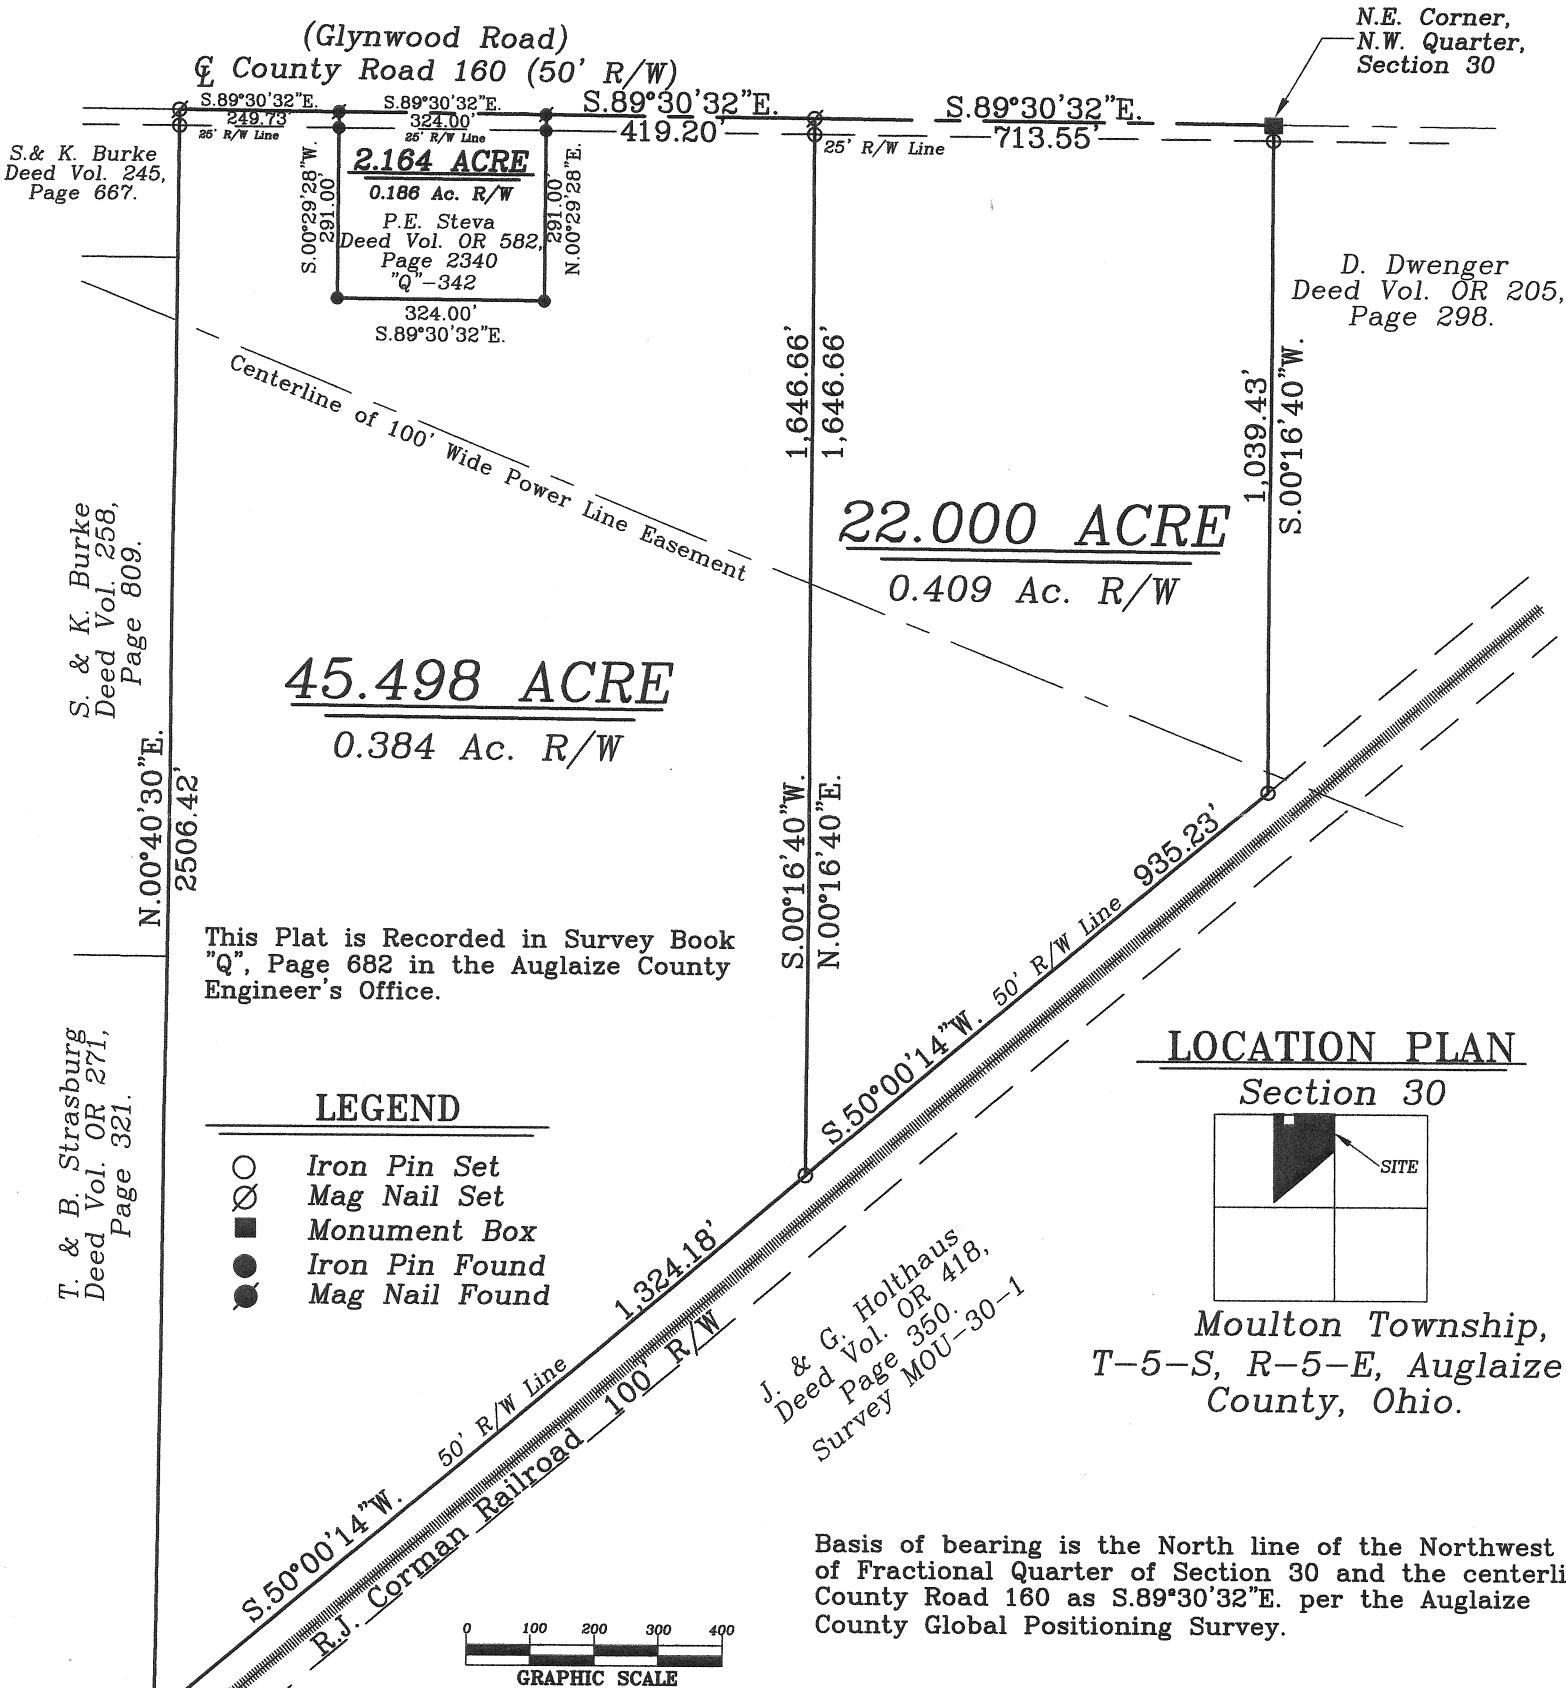 N.E. Corner,
N.W. Quarter,
Section 30
(Glynwood Road)
℄ County Road 160 (50' R/W)
S.89°30'32"E.
249.73'
25' R/W Line
S.89°30'32"E.
324.00'
25' R/W Line
S.89°30'32"E.
419.20'
S.89°30'32"E.
713.55'
25' R/W Line
S.& K. Burke
Deed Vol. 245,
Page 667.
S.00°29'28"W.
291.00'
2.164 ACRE
0.186 Ac. R/W
P.E. Steva
Deed Vol. OR 582,
Page 2340
"Q"-342
291.00'
N.00°29'28"E.
324.00'
S.89°30'32"E.
D. Dwenger
Deed Vol. OR 205,
Page 298.
Centerline of 100' Wide Power Line Easement
1,646.66'
1,646.66'
1,039.43'
S.00°16'40"W.
22.000 ACRE
0.409 Ac. R/W
S. & K. Burke
Deed Vol. 258,
Page 809.
45.498 ACRE
0.384 Ac. R/W
N.00°40'30"E.
2506.42'
S.00°16'40"W.
N.00°16'40"E.
935.23'
50' R/W Line
S.50°00'14"W.
This Plat is Recorded in Survey Book
"Q", Page 682 in the Auglaize County
Engineer's Office.
T. & B. Strasburg
Deed Vol. OR 271,
Page 321.
LEGEND
Iron Pin Set
Mag Nail Set
Monument Box
Iron Pin Found
Mag Nail Found
LOCATION PLAN
Section 30
SITE
Moulton Township,
T-5-S, R-5-E, Auglaize
County, Ohio.
1,324.18'
50' R/W Line
S.50°00'14"W.
R.J. Corman Railroad 100' R/W
J. & G. Holthaus
Deed Vol. OR 418,
Page 350.
Survey MOU-30-1
Basis of bearing is the North line of the Northwest
of Fractional Quarter of Section 30 and the centerli
County Road 160 as S.89°30'32"E. per the Auglaize
County Global Positioning Survey.
0 100 200 300 400
GRAPHIC SCALE